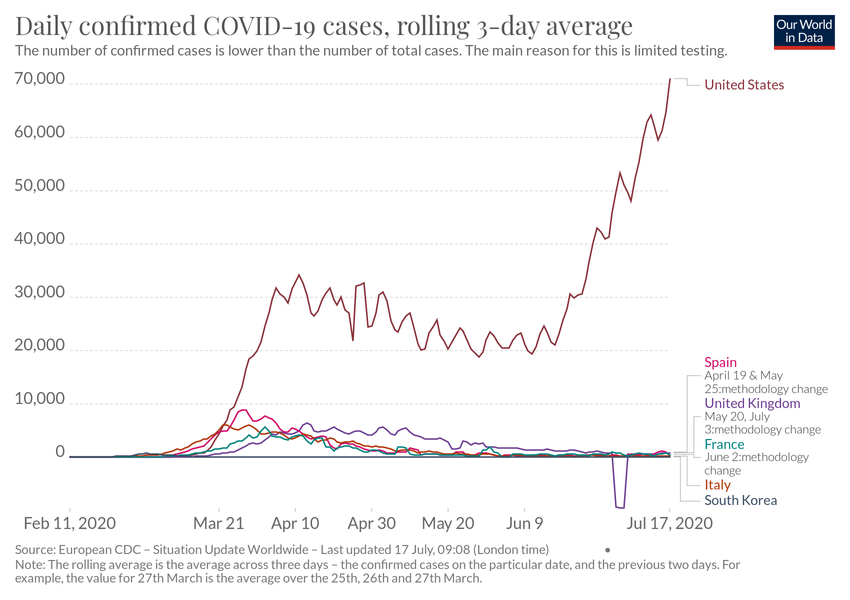 Daily confirmed COVID-19 cases, rolling 3-day average
The number of confirmed cases is lower than the number of total cases. The main reason for this is limited testing.
Our World
in Data
70,000
60,000
50,000
40,000
30,000
20,000
10,000
0
United States
Spain
April 19 & May
25:methodology change
United Kingdom
May 20, July
3:methodology change
France
June 2:methodology
change
Italy
South Korea
Feb 11, 2020
Mar 21
Apr 10
Apr 30
May 20
Jun 9
Jul 17, 2020
Source: European CDC – Situation Update Worldwide – Last updated 17 July, 09:08 (London time)
Note: The rolling average is the average across three days – the confirmed cases on the particular date, and the previous two days. For
example, the value for 27th March is the average over the 25th, 26th and 27th March.